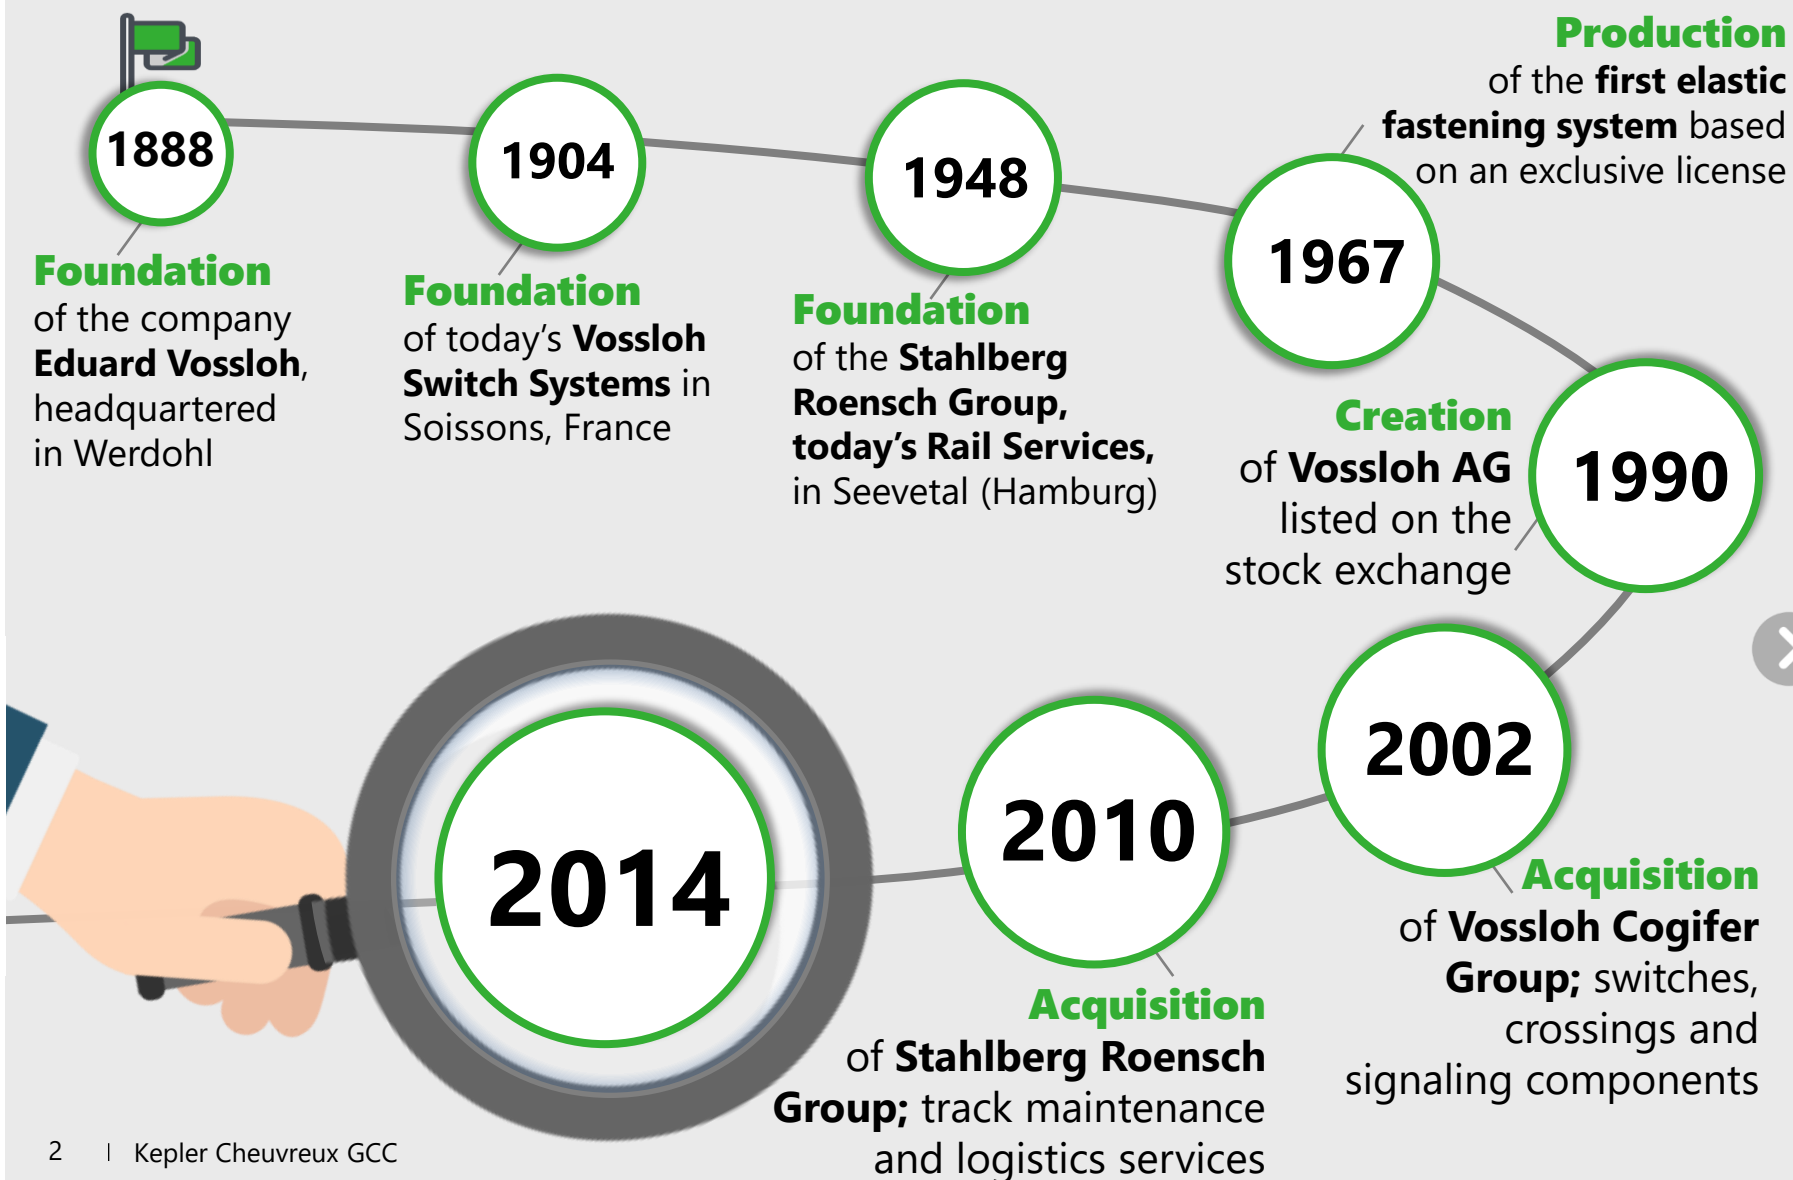 1888
Foundation
of the company
Eduard Vossloh,
headquartered
in Werdohl
1904
Foundation
of today’s Vossloh
Switch Systems in
Soissons, France
1948
Foundation
of the Stahlberg
Roensch Group,
today’s Rail Services,
in Seevetal (Hamburg)
Production
of the first elastic
fastening system based
on an exclusive license
1967
Creation
of Vossloh AG
listed on the
stock exchange
1990
2002
Acquisition
of Vossloh Cogifer
Group; switches,
crossings and
signaling components
2010
Acquisition
of Stahlberg Roensch
Group; track maintenance
and logistics services
2014
2 | Kepler Cheuvreux GCC